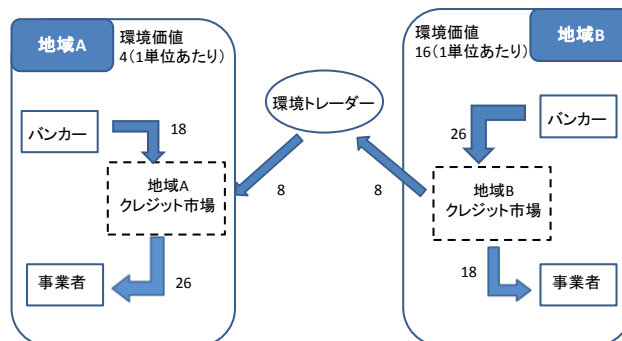 地域A
環境価値
4(1単位あたり)
バンカー
18
地域A
クレジット市場
事業者
26
環境トレーダー
8
8
地域B
環境価値
16(1単位あたり)
バンカー
26
地域B
クレジット市場
18
事業者